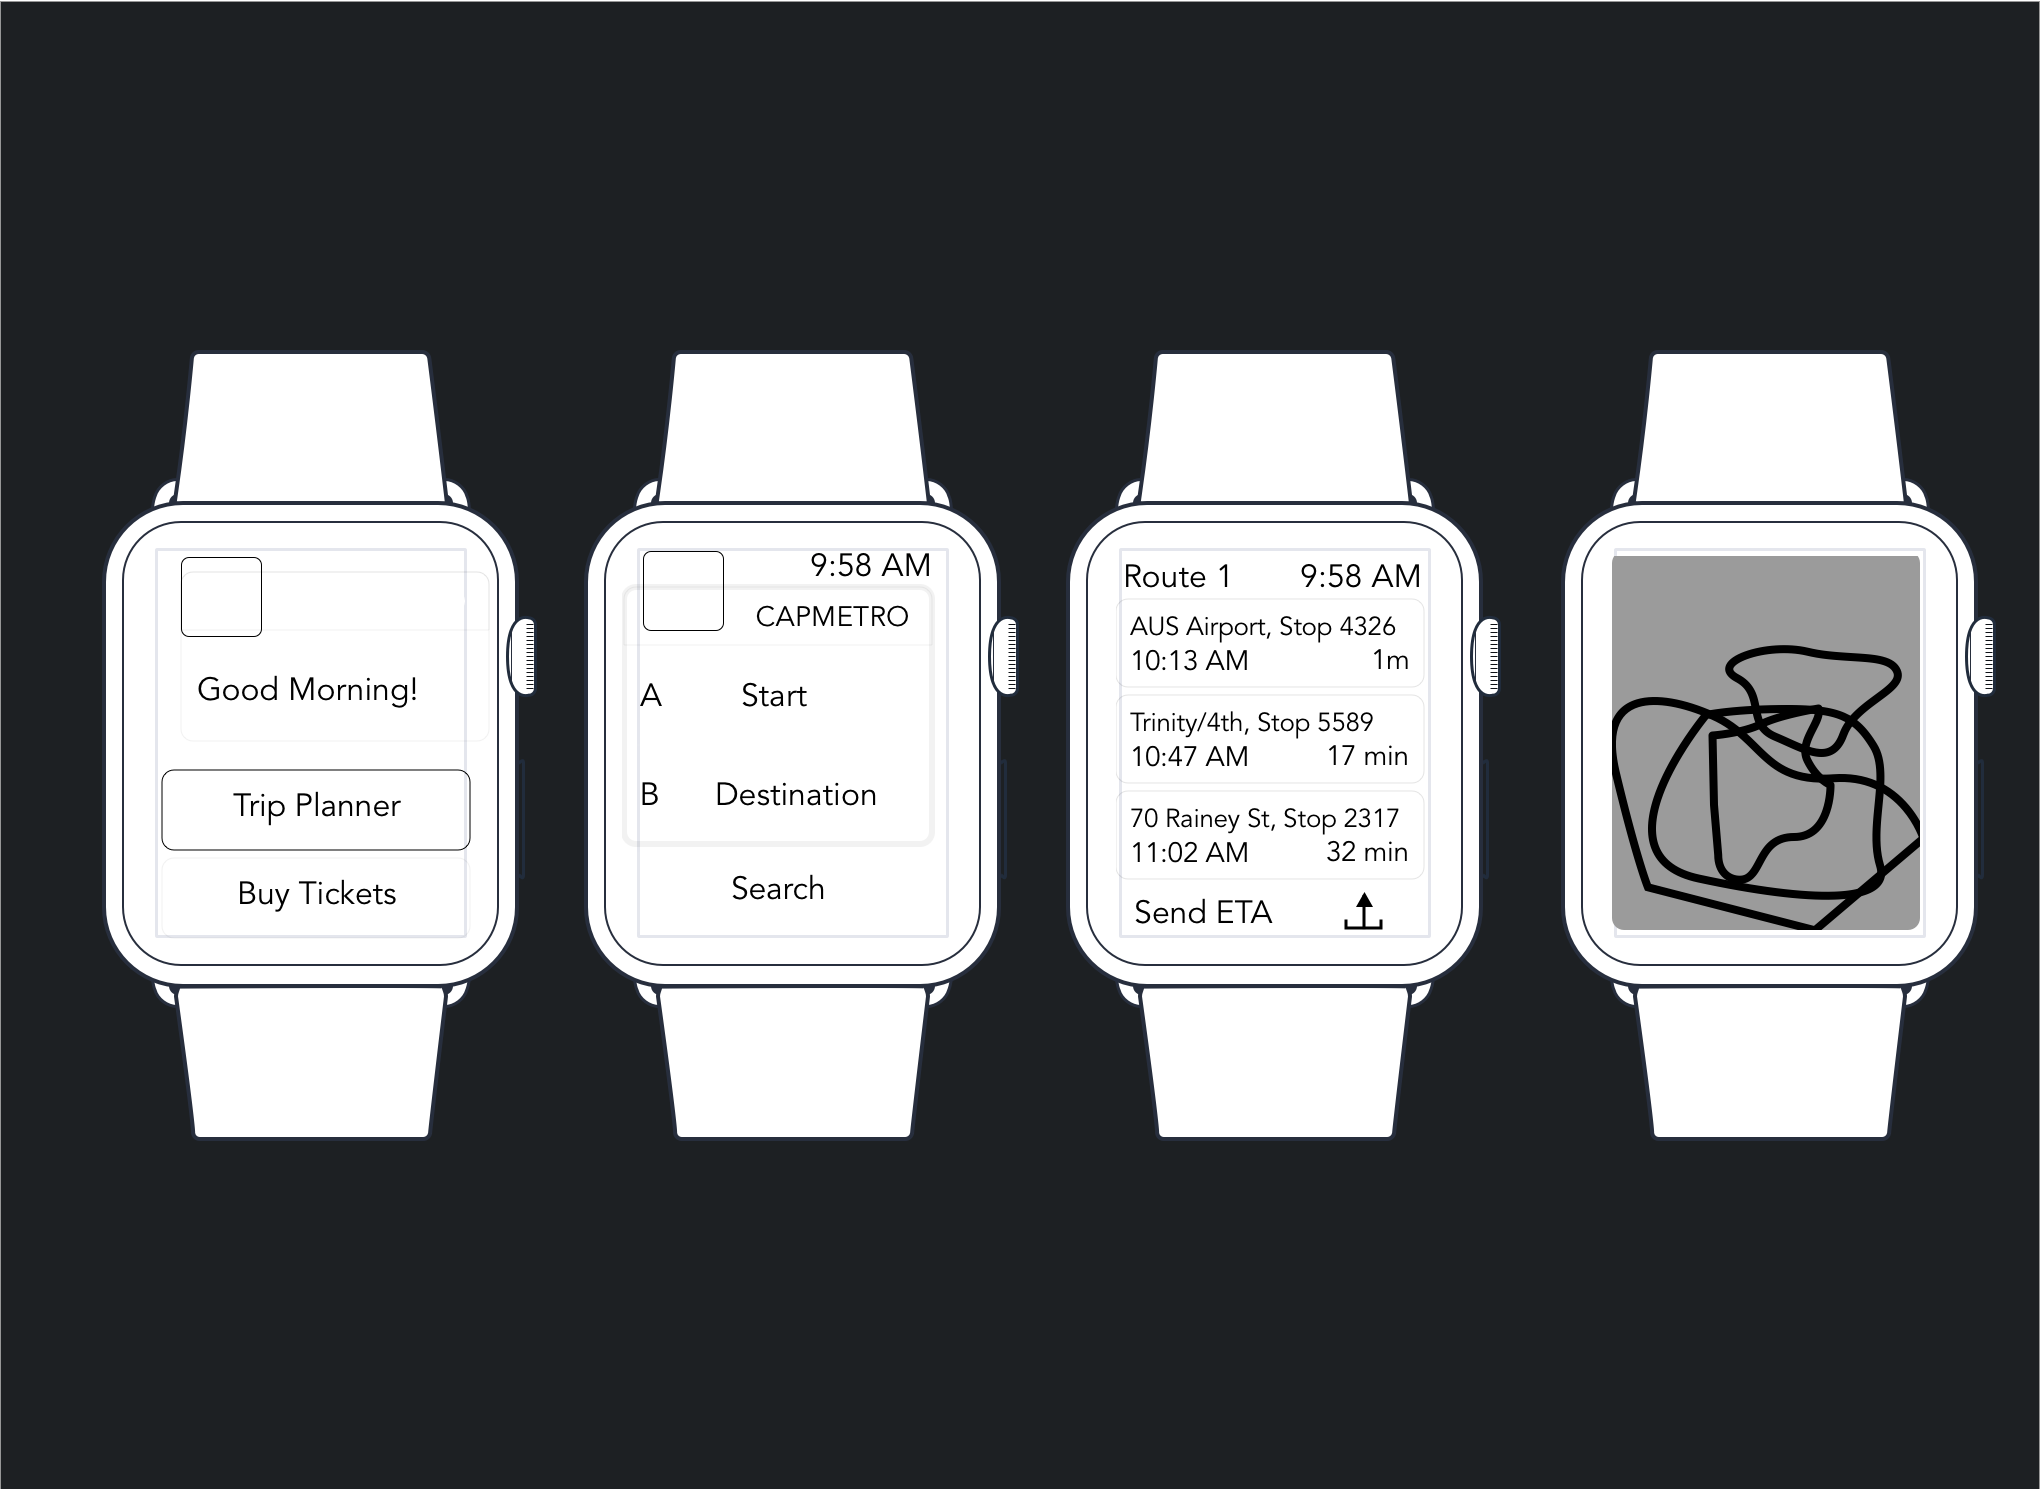 Good Morning!
Trip Planner
Buy Tickets
9:58 AM
CAPMETRO
A Start
B Destination
Search
Route 1 9:58 AM
AUS Airport, Stop 4326
10:13 AM 1m
Trinity/4th, Stop 5589
10:47 AM 17 min
70 Rainey St, Stop 2317
11:02 AM 32 min
Send ETA